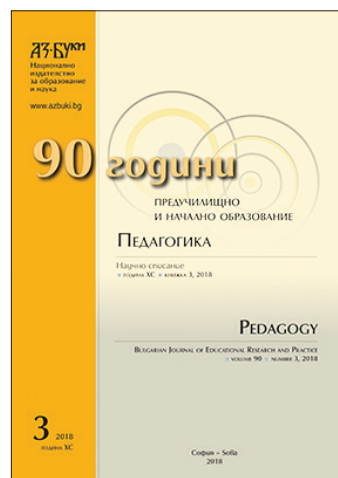 АЗ·БУКИ
Национално
издателство
за образование
и наука
www.azbuki.bg
90 години
ПРЕДУЧИЛИЩНО
И НАЧАЛНО ОБРАЗОВАНИЕ
ПЕДАГОГИКА
Научно списание
ГОДИНА XC КНИЖКА 3, 2018
PEDAGOGY
BULGARIAN JOURNAL OF EDUCATIONAL RESEARCH AND PRACTICE
VOLUME 90 NUMBER 3, 2018
3 2018
ГОДИНА XC
София – Sofia
2018